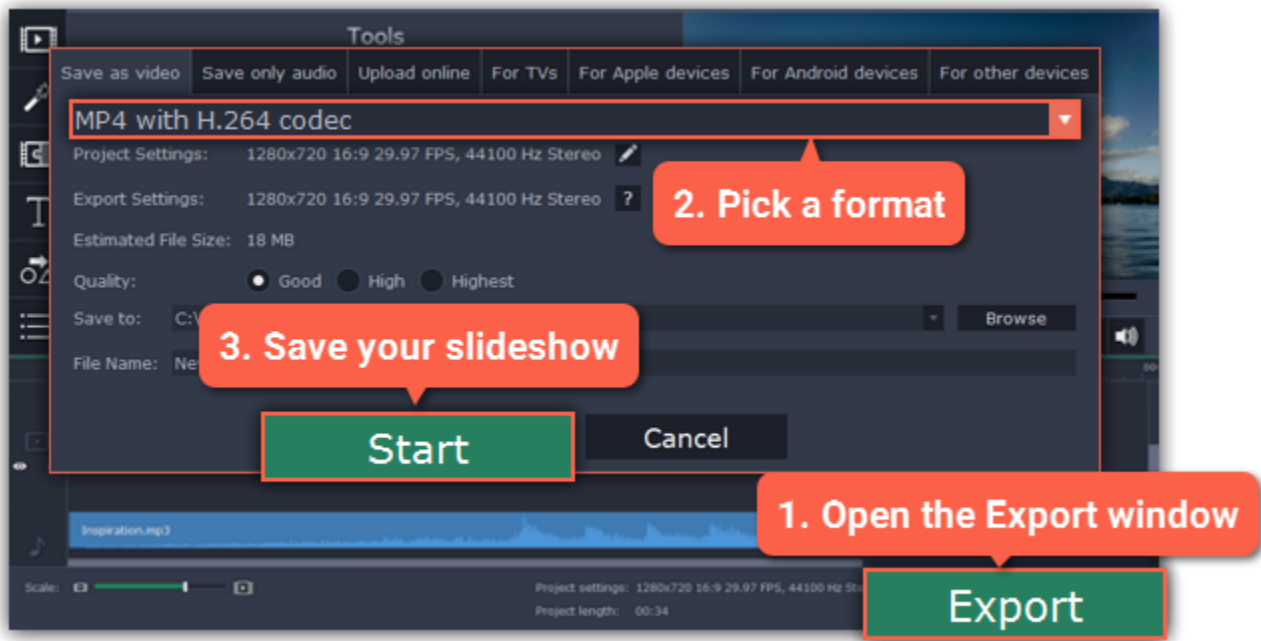 Tools
Save as video Save only audio Upload online For TVs For Apple devices For Android devices For other devices
MP4 with H.264 codec
Project Settings: 1280x720 16:9 29.97 FPS, 44100 Hz Stereo
2. Pick a format
Export Settings: 1280x720 16:9 29.97 FPS, 44100 Hz Stereo ?
Estimated File Size: 18 MB
Quality: Good High Highest
Save to: C:\ Browse
3. Save your slideshow
File Name:
Start Cancel
1. Open the Export window
Inspiration.mp3
Scale: Project settings: 1280x720 16:9 29.97 FPS, 44100 Hz
Project length: 00:34
Export